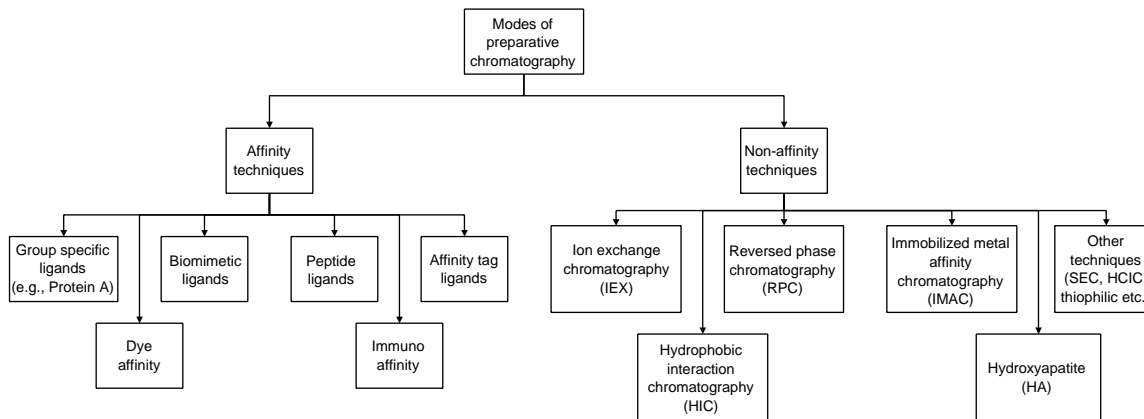 Modes of
preparative
chromatography
Affinity
techniques
Non-affinity
techniques
Group specific
ligands
(e.g., Protein A)
Biomimetic
ligands
Peptide
ligands
Affinity tag
ligands
Ion exchange
chromatography
(IEX)
Reversed phase
chromatography
(RPC)
Immobilized metal
affinity
chromatography
(IMAC)
Other
techniques
(SEC, HCIC
thiophilic etc.
Dye
affinity
Immuno
affinity
Hydrophobic
interaction
chromatography
(HIC)
Hydroxyapatite
(HA)